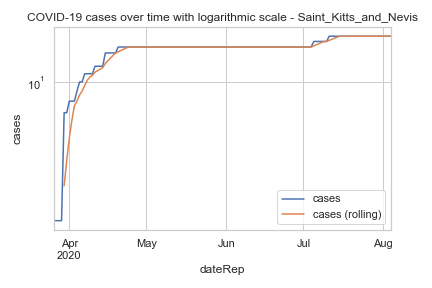 COVID-19 cases over time with logarithmic scale - Saint_Kitts_and_Nevis
10¹
cases
cases
cases (rolling)
Apr May Jun Jul Aug
2020
dateRep